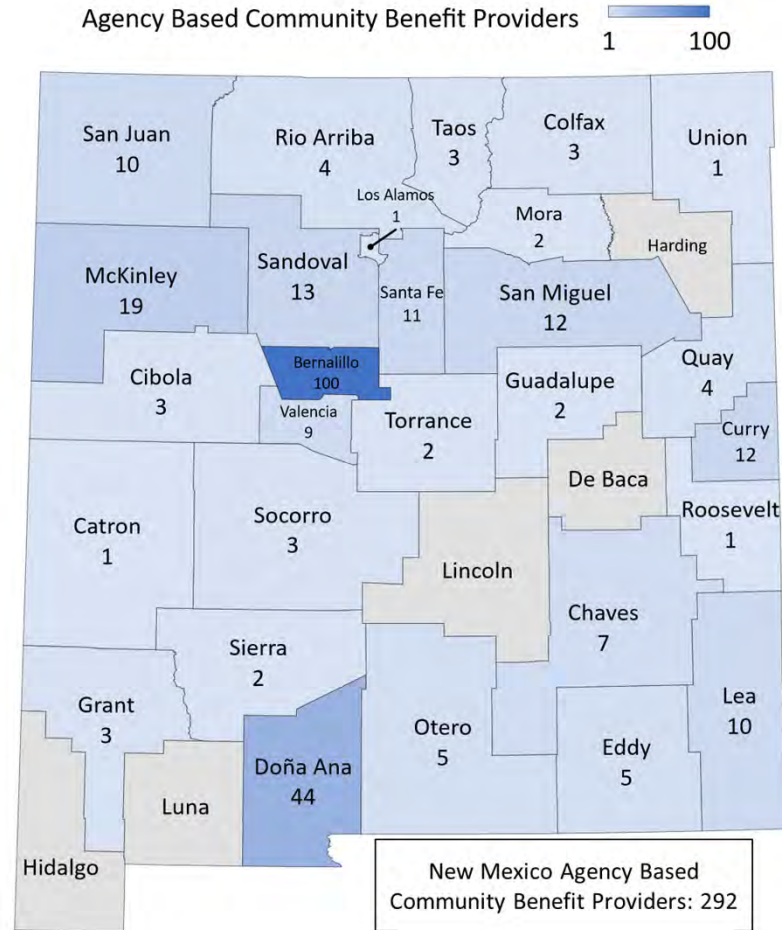 Agency Based Community Benefit Providers
1 100
San Juan
10
Rio Arriba
4
Taos
3
Colfax
3
Union
1
Los Alamos
1
Mora
2
Harding
McKinley
19
Sandoval
13
Santa Fe
11
San Miguel
12
Cibola
3
Bernalillo
100
Valencia
9
Torrance
2
Guadalupe
2
Quay
4
Curry
12
De Baca
Roosevelt
1
Catron
1
Socorro
3
Lincoln
Chaves
7
Sierra
2
Grant
3
Doña Ana
44
Otero
5
Eddy
5
Lea
10
Luna
Hidalgo
New Mexico Agency Based
Community Benefit Providers: 292